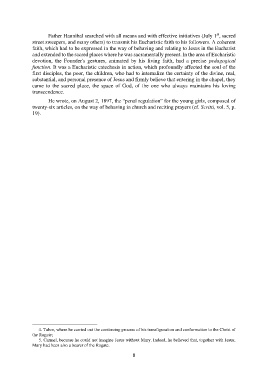 Father Hannibal searched with all means and with effective initiatives (July 1st, sacred
street sweepers, and many others) to transmit his Eucharistic faith to his followers. A coherent
faith, which had to be expressed in the way of behaving and relating to Jesus in the Eucharist
and extended to the sacred places where he was sacramentally present. In the area of Eucharistic
devotion, the Founder's gestures, animated by his living faith, had a precise pedagogical
function. It was a Eucharistic catechesis in action, which profoundly affected the soul of the
first disciples, the poor, the children, who had to internalize the certainty of the divine, real,
substantial, and personal presence of Jesus and firmly believe that entering in the chapel, they
came to the sacred place, the space of God, of the one who always maintains his loving
transcendence.
He wrote, on August 2, 1897, the "penal regulation" for the young girls, composed of
twenty-six articles, on the way of behaving in church and reciting prayers (cf. Scritti, vol. 5, p.
19).
4. Tabor, where he carried out the continuing process of his transfiguration and conformation to the Christ of
the Rogate;
5. Carmel, because he could not imagine Jesus without Mary. Indeed, he believed that, together with Jesus,
Mary had been also a bearer of the Rogate.
8